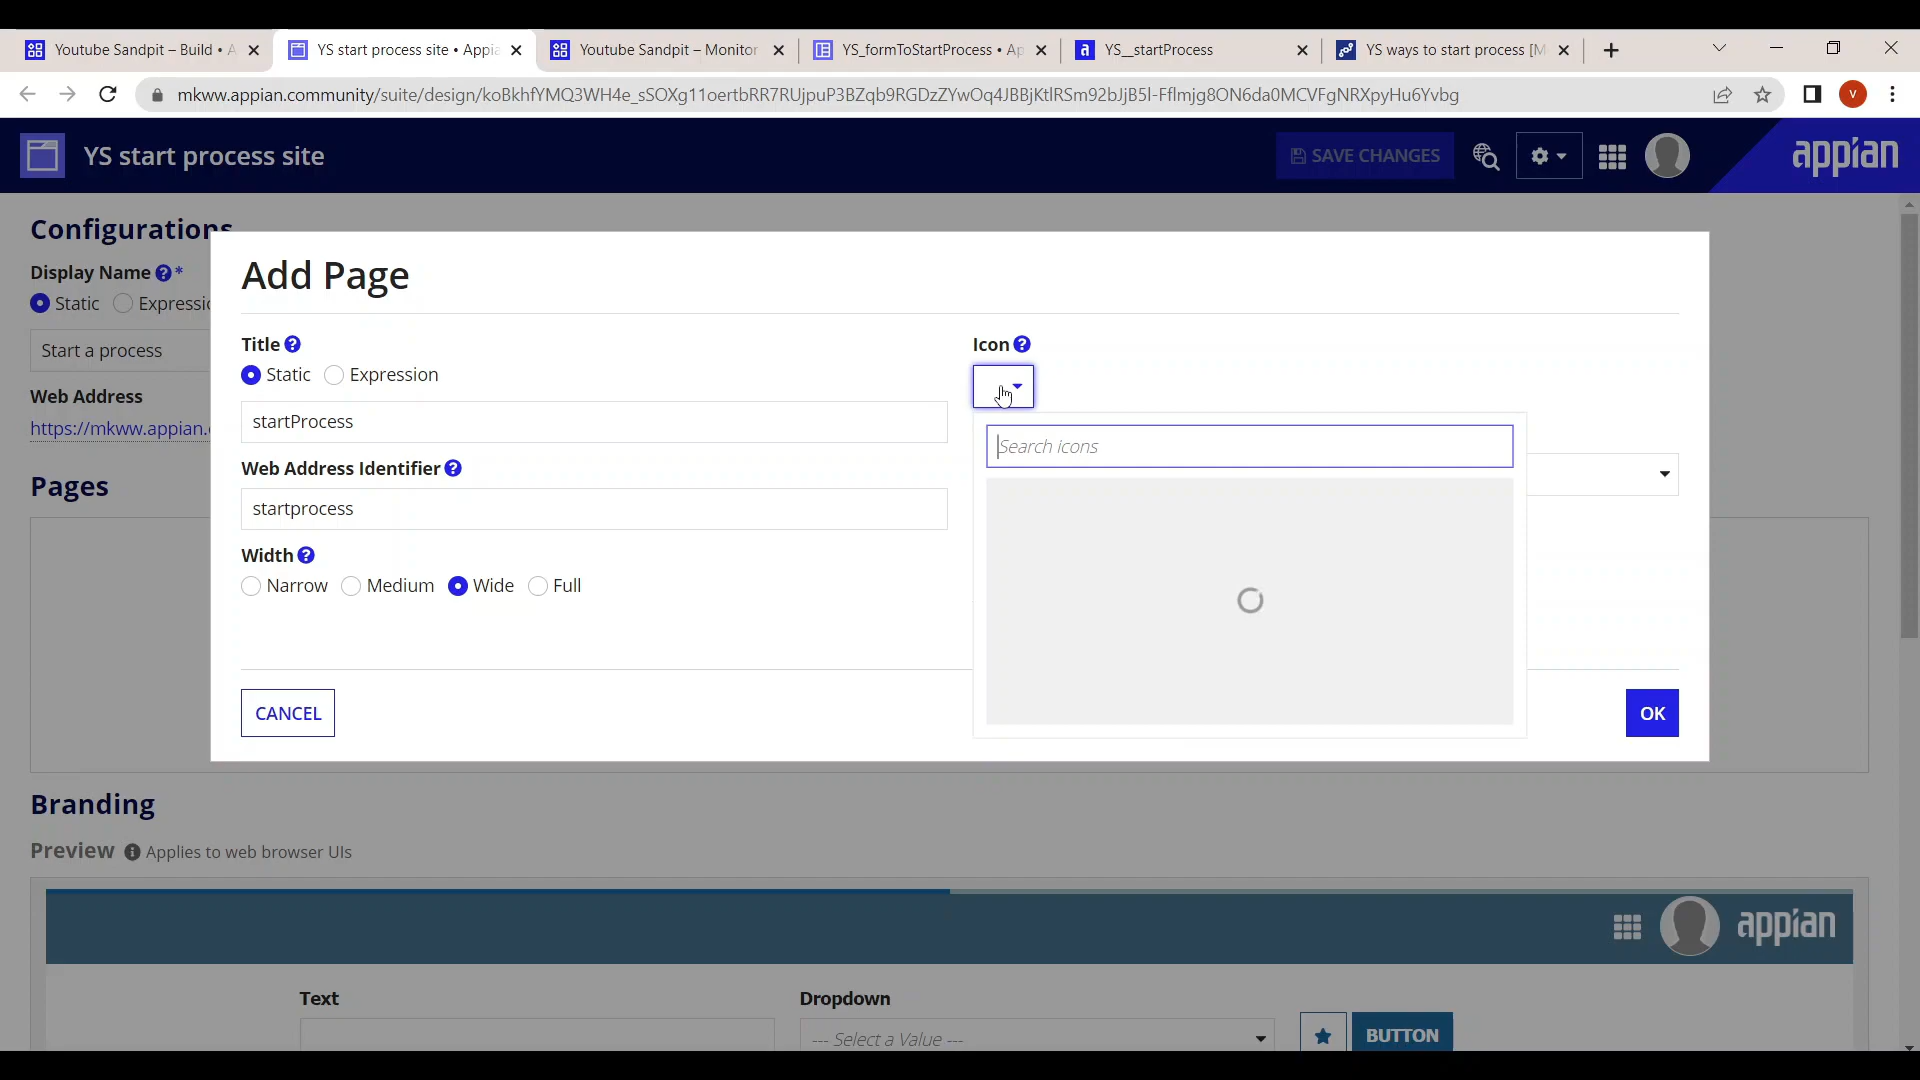 Youtube Sandpit – Build • A
YS start process site • Appia
Youtube Sandpit – Monitor
YS_formToStartProcess • Ap
YS__startProcess
YS ways to start process [M
mkww.appian.community/suite/design/koBkhfYMQ3WH4e_sSOXg11oertbRR7RUjpuP3BZqb9RGDzZYwOq4JBBjKtlRSm92bJjB5I-Fflmjg8ON6da0MCVFgNRXpyHu6Yvbg
V
YS start process site
SAVE CHANGES
appian
Configurations
Display Name ? *
Static
Expressio
Start a process
Web Address
https://mkww.appian.c
Pages
Add Page
Title ?
Static
Expression
startProcess
Web Address Identifier ?
startprocess
Width ?
Narrow
Medium
Wide
Full
Icon ?
Search icons
CANCEL
OK
Branding
Preview
Applies to web browser UIs
appian
Text
Dropdown
--- Select a Value ---
BUTTON